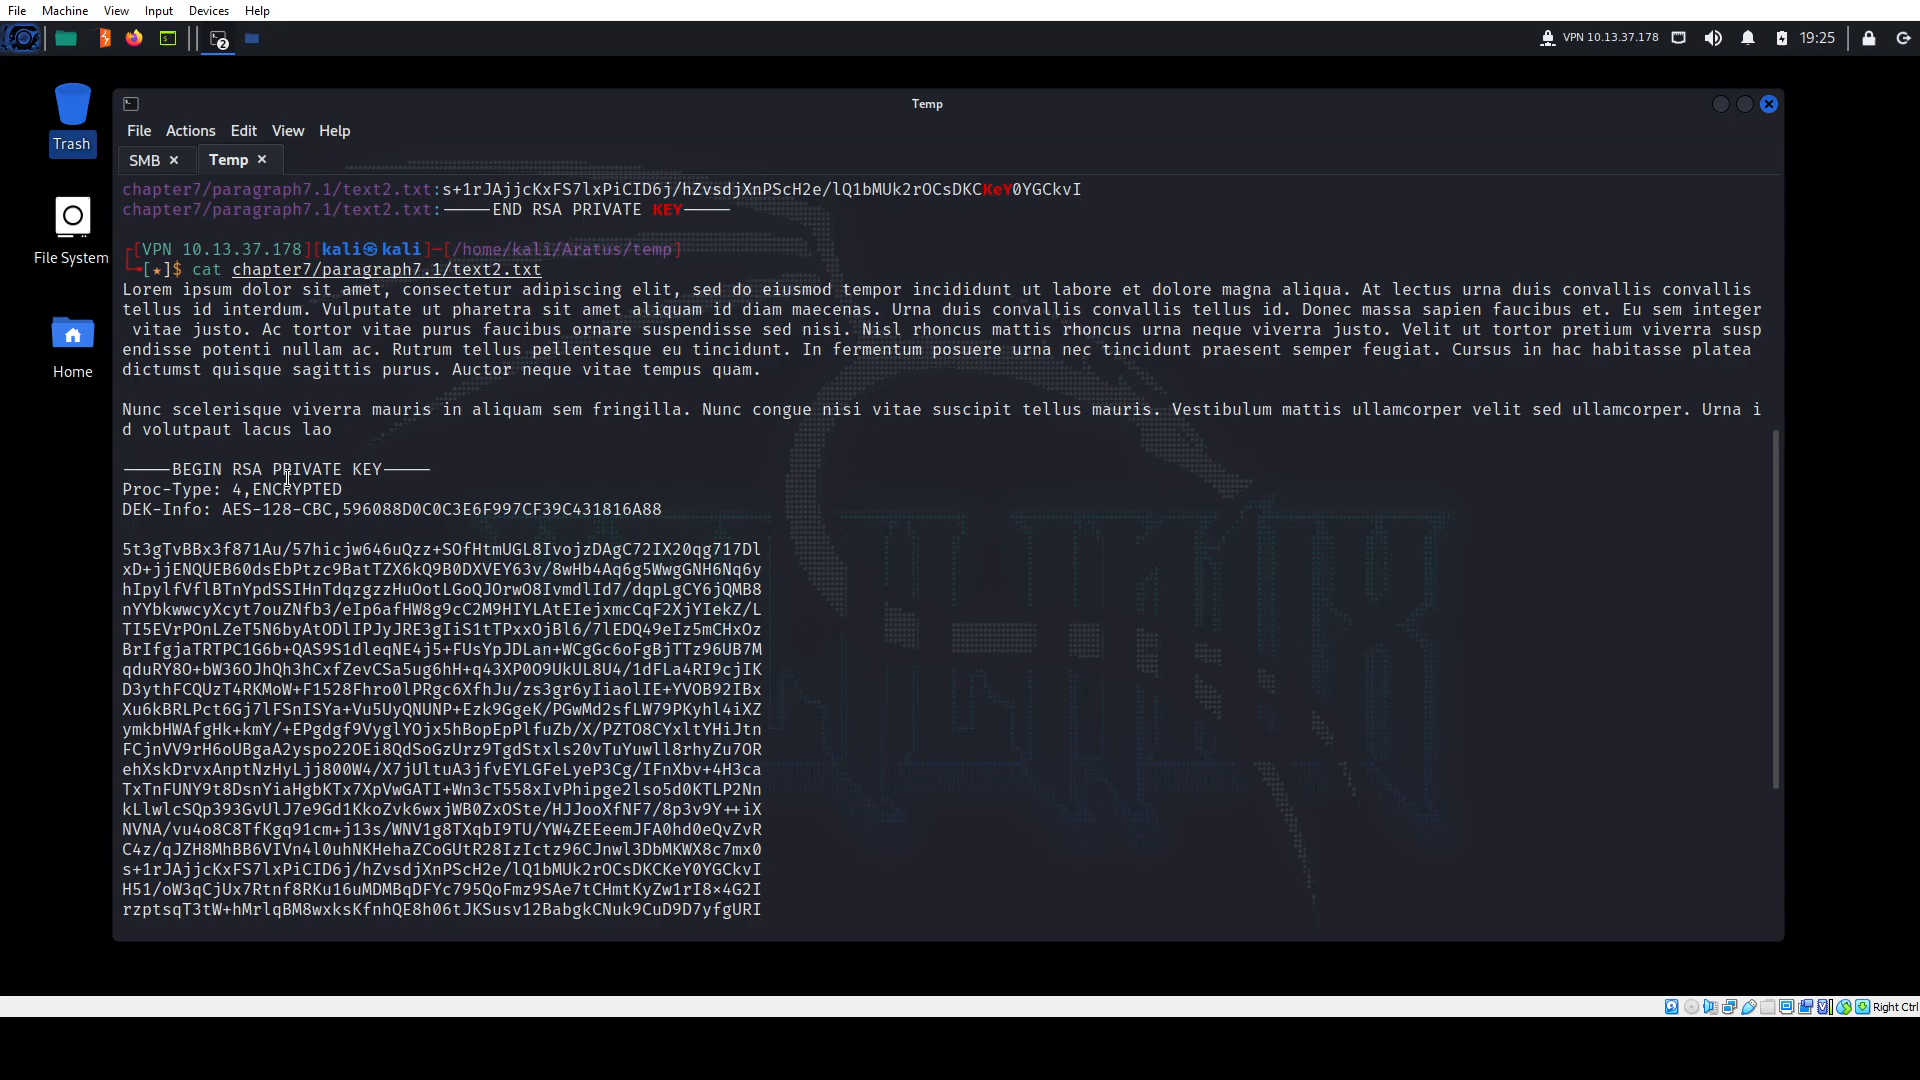 File Machine View Input Devices Help
VPN 10.13.37.178 19:25
Temp
File Actions Edit View Help
SMB Temp
chapter7/paragraph7.1/text2.txt:s+1rJAjjcKxFS7lxPiCID6j/hZvsdjXnPScH2e/lQ1bMUk2rOCsDKCKeY0YGCkvI
chapter7/paragraph7.1/text2.txt:-----END RSA PRIVATE KEY-----
[VPN 10.13.37.178][kali㉿kali]-[/home/kali/Aratus/temp]
[★]$ cat chapter7/paragraph7.1/text2.txt
Lorem ipsum dolor sit amet, consectetur adipiscing elit, sed do eiusmod tempor incididunt ut labore et dolore magna aliqua. At lectus urna duis convallis convallis
tellus id interdum. Vulputate ut pharetra sit amet aliquam id diam maecenas. Urna duis convallis convallis tellus id. Donec massa sapien faucibus et. Eu sem integer
vitae justo. Ac tortor vitae purus faucibus ornare suspendisse sed nisi. Nisl rhoncus mattis rhoncus urna neque viverra justo. Velit ut tortor pretium viverra susp
endisse potenti nullam ac. Rutrum tellus pellentesque eu tincidunt. In fermentum posuere urna nec tincidunt praesent semper feugiat. Cursus in hac habitasse platea
dictumst quisque sagittis purus. Auctor neque vitae tempus quam.
Nunc scelerisque viverra mauris in aliquam sem fringilla. Nunc congue nisi vitae suscipit tellus mauris. Vestibulum mattis ullamcorper velit sed ullamcorper. Urna i
d volutpaut lacus lao
-----BEGIN RSA PRIVATE KEY-----
Proc-Type: 4,ENCRYPTED
DEK-Info: AES-128-CBC,596088D0C0C3E6F997CF39C431816A88
5t3gTvBBx3f871Au/57hicjw646uQzz+SOfHtmUGL8IvojzDAgC72IX20qg717Dl
xD+jjENQUEB60dsEbPtzc9BatTZX6kQ9B0DXVEY63v/8wHb4Aq6g5WwgGNH6Nq6y
hIpylfVflBTnYpdSSIHnTdqzgzzHuOotLGoQJOrwO8IvmdlId7/dqpLgCY6jQMB8
nYYbkwwcyXcyt7ouZNfb3/eIp6afHW8g9cC2M9HIYLAtEIejxmcCqF2XjYIekZ/L
TI5EVrPOnLZeT5N6byAtODlIPJyJRE3gIiS1tTPxxOjBl6/7lEDQ49eIz5mCHxOz
BrIfgjaTRTPC1G6b+QAS9S1dleqNE4j5+FUsYpJDLan+WCgGc6oFgBjTTz96UB7M
qduRY8O+bW36OJhQh3hCxfZevCSa5ug6hH+q43XP0O9UkUL8U4/1dFLa4RI9cjIK
D3ythFCQUzT4RKMoW+F1528Fhro0lPRgc6XfhJu/zs3gr6yIiaolIE+YVOB92IBx
Xu6kBRLPct6Gj7lFSnISYa+Vu5UyQNUNP+Ezk9GgeK/PGwMd2sfLW79PKyhl4iXZ
ymkbHWAfgHk+kmY/+EPgdgf9VyglYOjx5hBopEpPlfuZb/X/PZTO8CYxltYHiJtn
FCjnVV9rH6oUBgaA2yspo22OEi8QdSoGzUrz9TgdStxls20vTuYuwll8rhyZu7OR
ehXskDrvxAnptNzHyLjj800W4/X7jUltuA3jfvEYLGFeLyeP3Cg/IFnXbv+4H3ca
TxTnFUNY9t8DsnYiaHgbKTx7XpVwGATI+Wn3cT558xIvPhipge2lso5d0KTLP2Nn
kLlwlcSQp393GvUlJ7e9Gd1KkoZvk6wxjWB0ZxOSte/HJJooXfNF7/8p3v9Y++iX
NVNA/vu4o8C8TfKgq91cm+j13s/WNV1g8TXqbI9TU/YW4ZEEeemJFA0hd0eQvZvR
C4z/qJZH8MhBB6VIVn4l0uhNKHehaZCoGUtR28IzIctz96CJnwl3DbMKWX8c7mx0
s+1rJAjjcKxFS7lxPiCID6j/hZvsdjXnPScH2e/lQ1bMUk2rOCsDKCKeY0YGCkvI
H51/oW3qCjUx7Rtnf8RKu16uMDMBqDFYc795QoFmz9SAe7tCHmtKyZw1rI8x4G2I
rzptsqT3tW+hMrlqBM8wxksKfnhQE8h06tJKSusv12BabgkCNuk9CuD9D7yfgURI
Trash
File System
Home
Right Ctrl